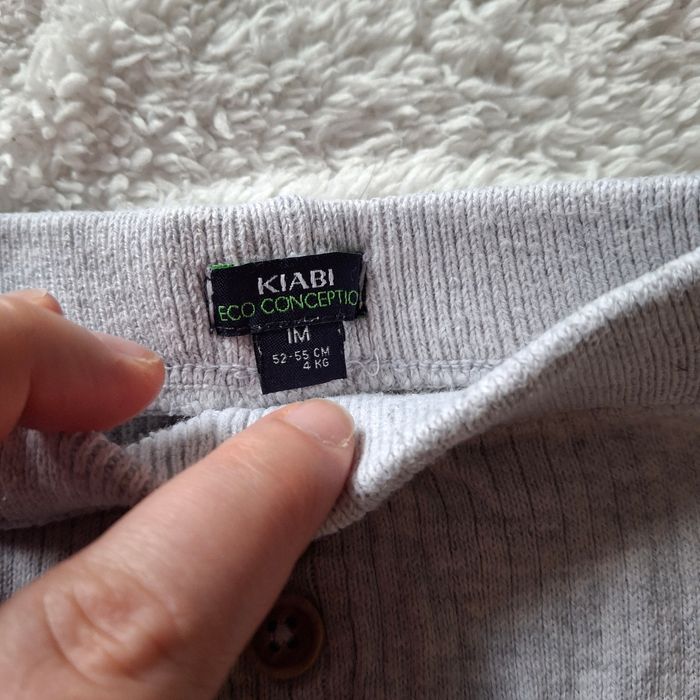 KIABI
ECO CONCEPTIO
1M
52-55 CM
4 KG